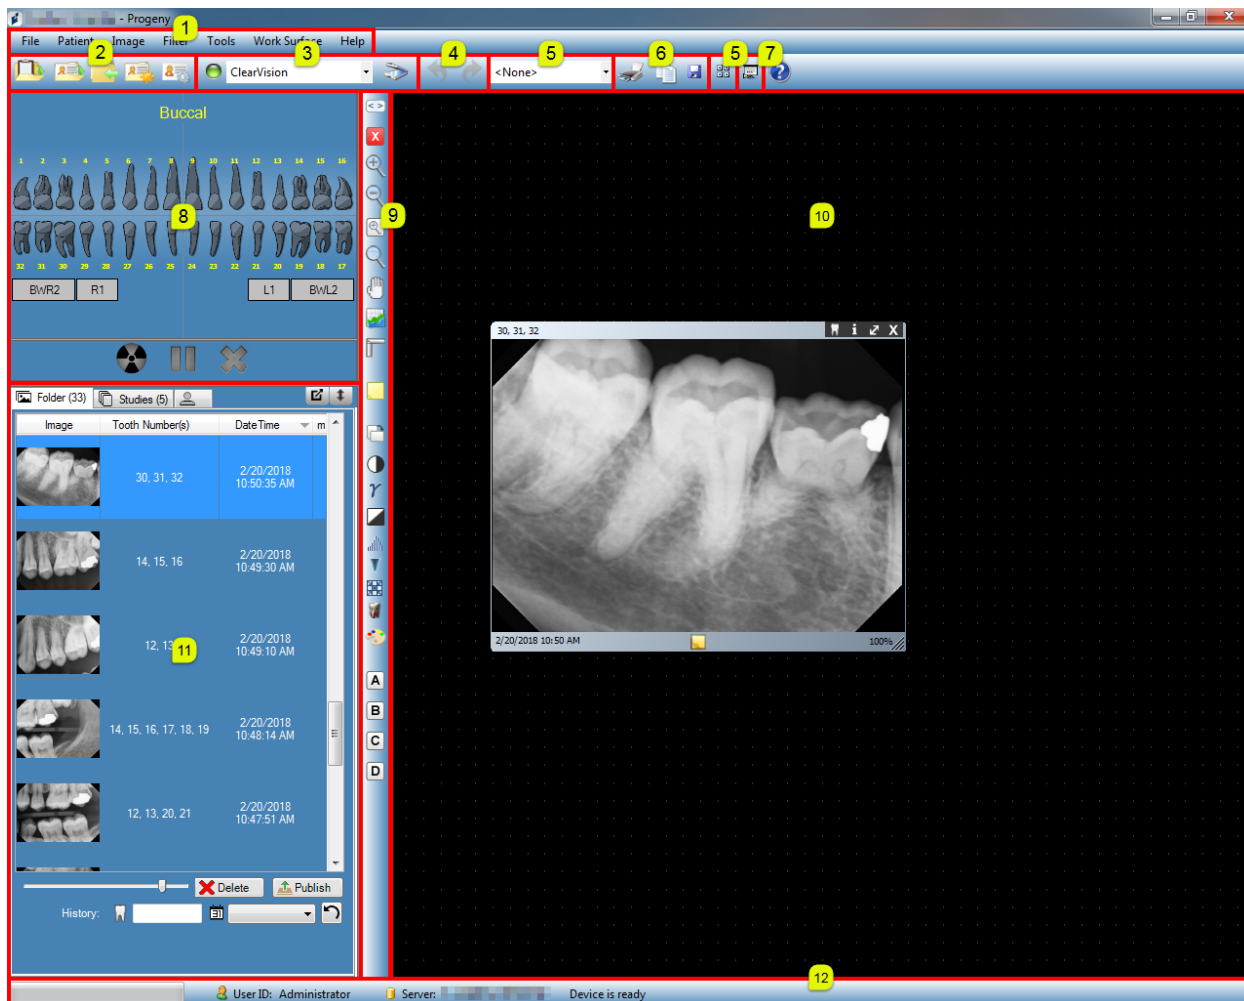 - Progeny
1
File Patient Image Filter Tools Work Surface Help
2 3 4 5 6 5 7
ClearVision <None>
Buccal
1 2 3 4 5 6 7 8 9 10 11 12 13 14 15 16
8 9 10
32 31 30 29 28 27 26 25 24 23 22 21 20 19 18 17
BWR2 R1 L1 BWL2
30, 31, 32
Folder (33) Studies (5)
Image Tooth Number(s) DateTime m
30, 31, 32 2/20/2018
10:50:35 AM
14, 15, 16 2/20/2018
10:49:30 AM
2/20/2018 10:50 AM 100%
12, 13 11 2/20/2018
10:49:10 AM
14, 15, 16, 17, 18, 19 2/20/2018
10:48:14 AM
12, 13, 20, 21 2/20/2018
10:47:51 AM
A
B
C
D
Delete Publish
History: 31
12
User ID: Administrator Server: Device is ready